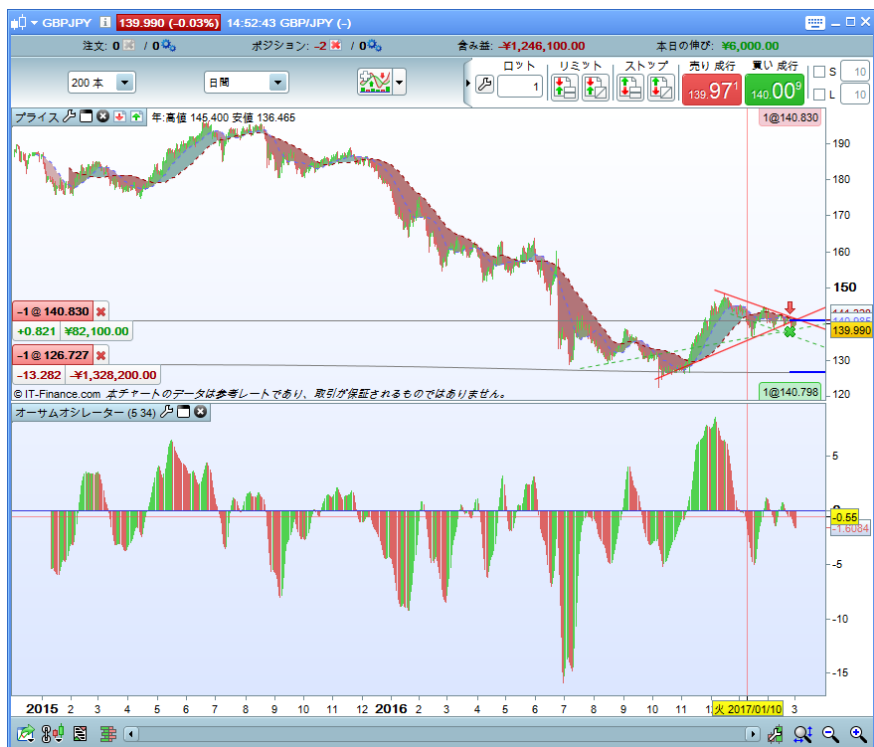 GBPJPY 139.990 (-0.03%) 14:52:43 GBP/JPY (-)
注文: 0 / 0 ポジション: -2 / 0 含み益: -¥1,246,100.00 本日の伸び: ¥6,000.00
200 本 日間 ロット 1 リミット ストップ 売り 成行 139.97¹ 買い 成行 140.00⁹ S 10 L 10
プライス 年:高値 145.400 安値 136.465 1@140.830
190
180
170
160
150
139.990
130
120
-1 @ 140.830
+0.821 ¥82,100.00
-1 @ 126.727
-13.282 -¥1,328,200.00
© IT-Finance.com 本チャートのデータは参考レートであり、取引が保証されるものではありません。 1@140.798
オーサムオシレーター (5 34)
5
-0.55
-1.6084
-5
-10
-15
2015 2 3 4 5 6 7 8 9 10 11 12 2016 2 3 4 5 6 7 8 9 10 11 火 2017/01/10 3